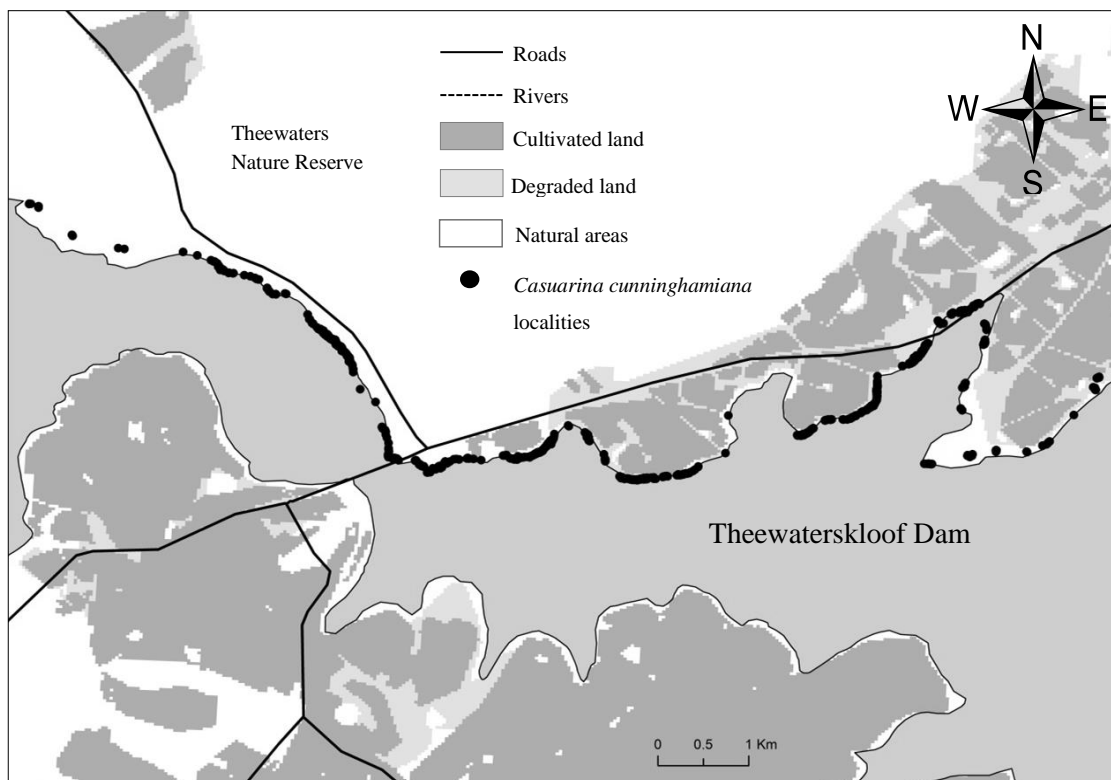 N
W E
S
Roads
Rivers
Cultivated land
Degraded land
Natural areas
Casuarina cunninghamiana
localities
Theewaters
Nature Reserve
Theewaterskloof Dam
0 0.5 1 Km